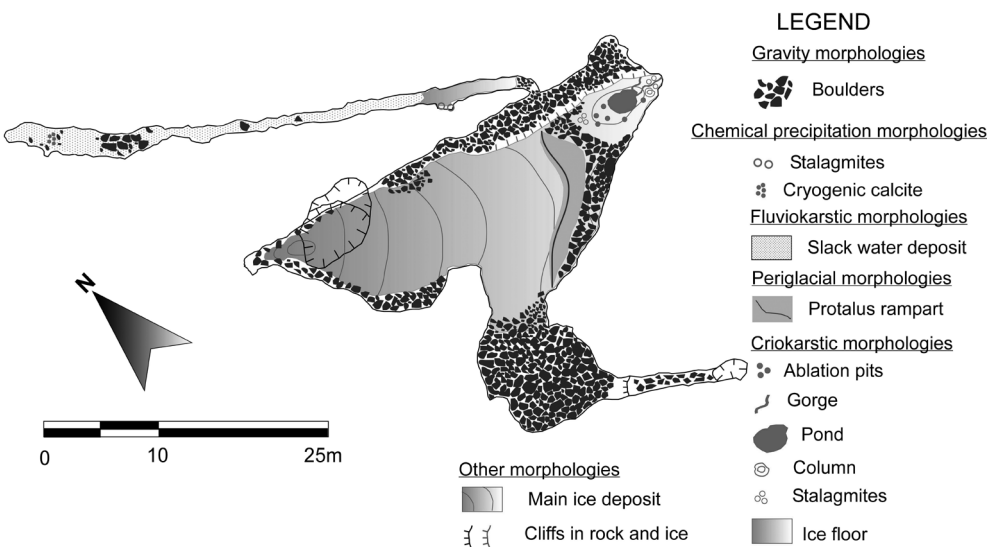 LEGEND
Gravity morphologies
Boulders
Chemical precipitation morphologies
Stalagmites
Cryogenic calcite
Fluviokarstic morphologies
Slack water deposit
Periglacial morphologies
Protalus rampart
Criokarstic morphologies
Ablation pits
Gorge
Pond
Column
Stalagmites
Ice floor
N
0 10 25m
Other morphologies
Main ice deposit
Cliffs in rock and ice